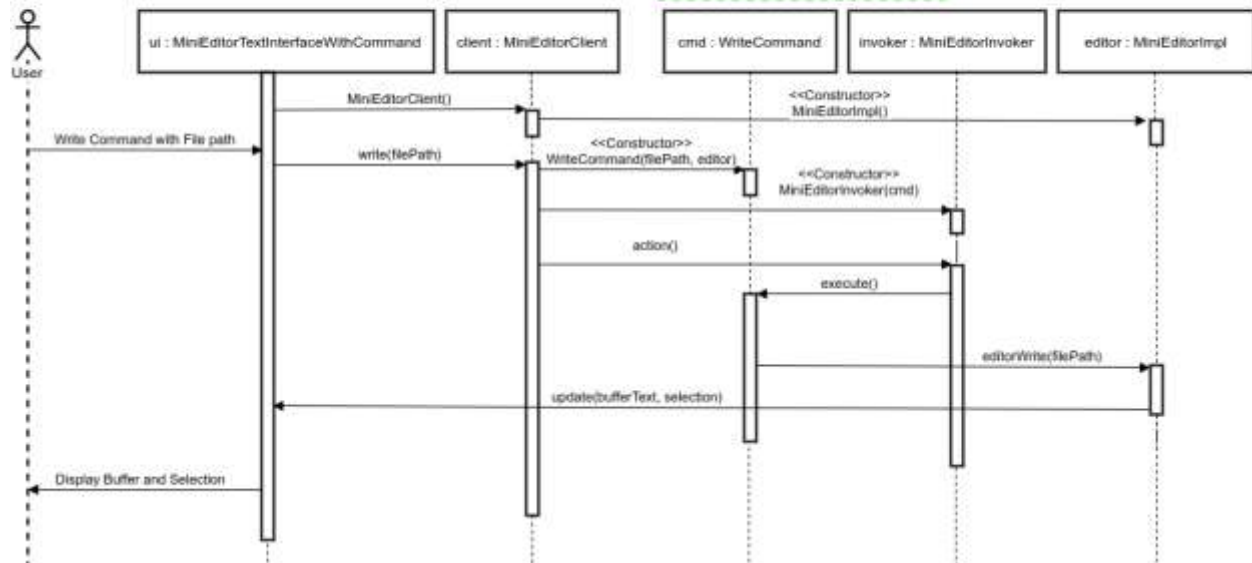 ui : MiniEditorTextInterfaceWithCommand
client : MiniEditorClient
cmd : WriteCommand
invoker : MiniEditorInvoker
editor : MiniEditorImpl
User
MiniEditorClient()
<<Constructor>>
MiniEditorImpl()
Write Command with File path
write(filePath)
<<Constructor>>
WriteCommand(filePath, editor)
<<Constructor>>
MiniEditorInvoker(cmd)
action()
execute()
editorWrite(filePath)
update(bufferText, selection)
Display Buffer and Selection